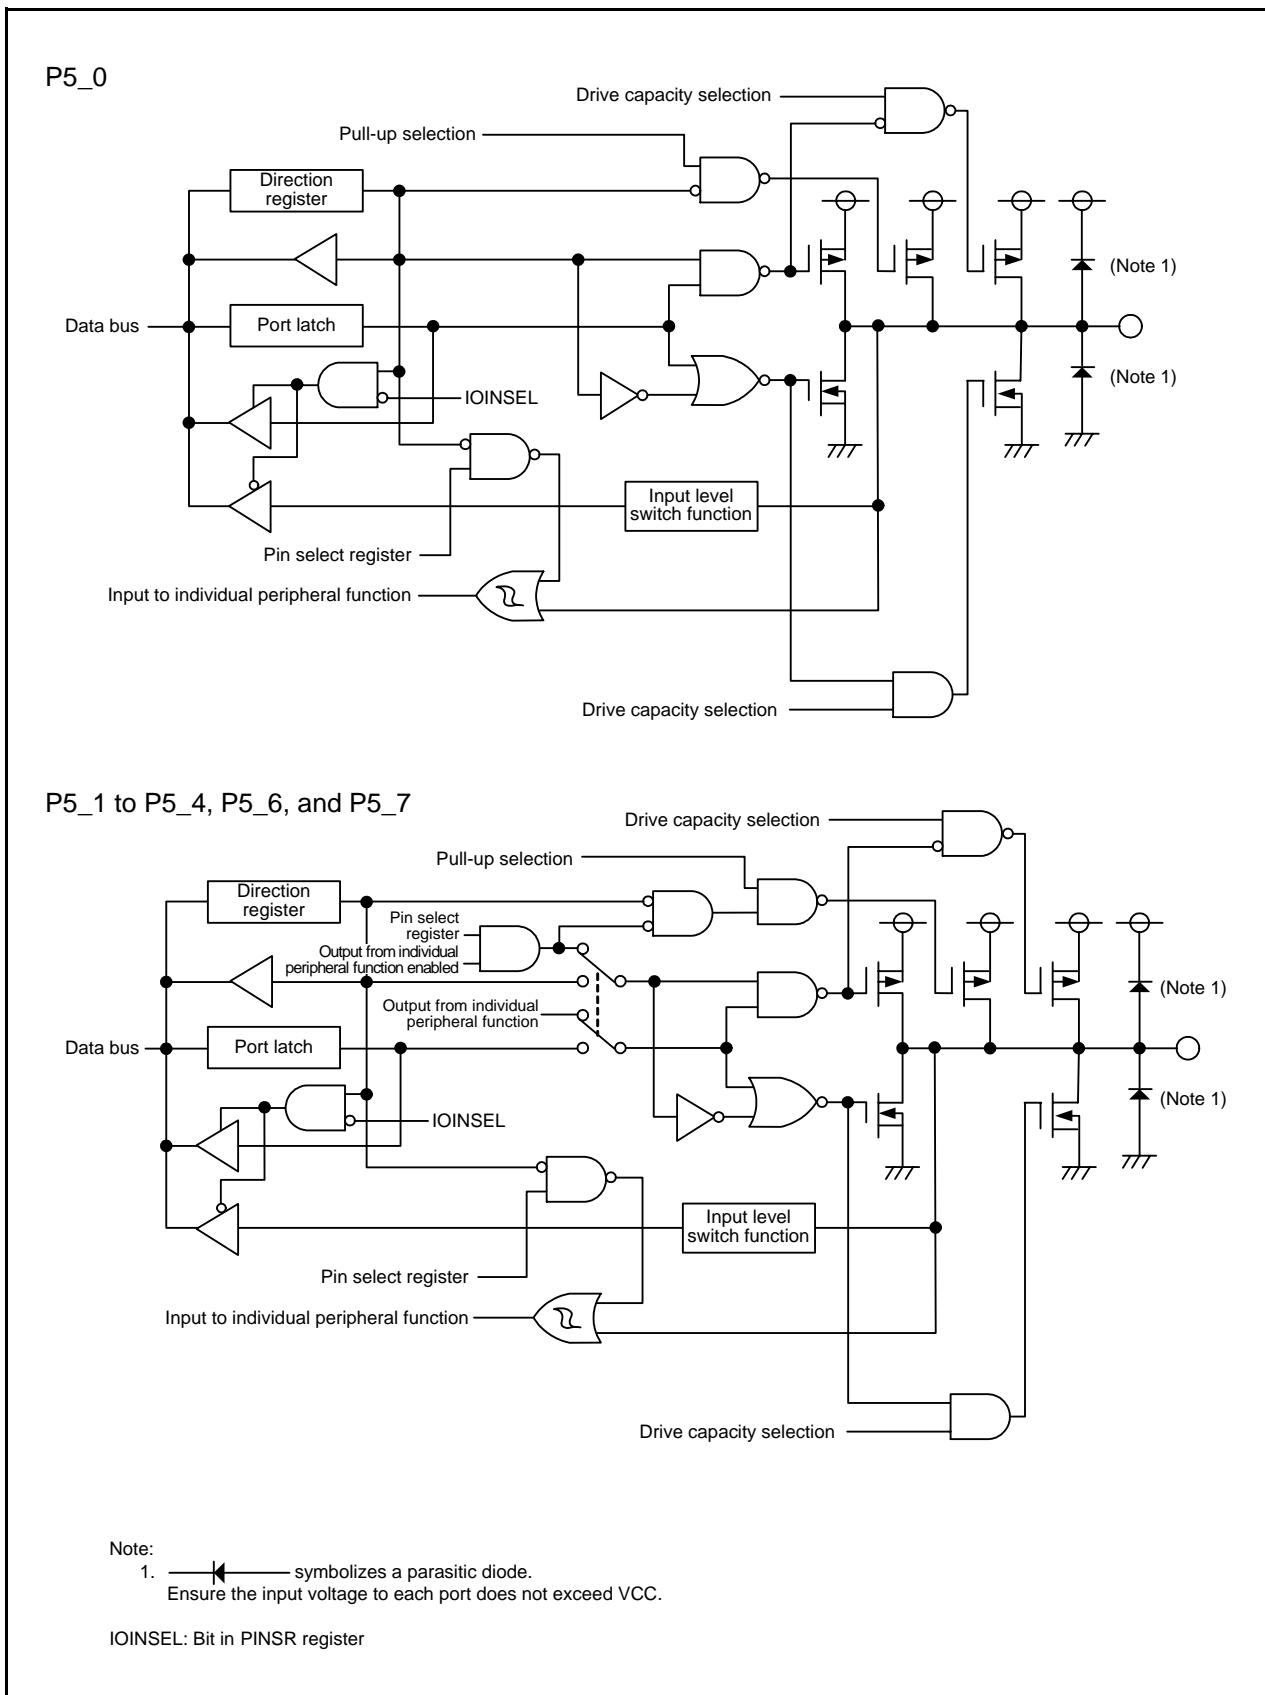 P5_0
Drive capacity selection
Pull-up selection
Direction
register
(Note 1)
Data bus
Port latch
(Note 1)
IOINSEL
Input level
switch function
Pin select register
Input to individual peripheral function
Drive capacity selection
P5_1 to P5_4, P5_6, and P5_7
Drive capacity selection
Pull-up selection
Direction
register
Pin select
register
Output from individual
peripheral function enabled
(Note 1)
Output from individual
peripheral function
Data bus
Port latch
(Note 1)
IOINSEL
Input level
switch function
Pin select register
Input to individual peripheral function
Drive capacity selection
Note:
1. symbolizes a parasitic diode.
Ensure the input voltage to each port does not exceed VCC.
IOINSEL: Bit in PINSR register